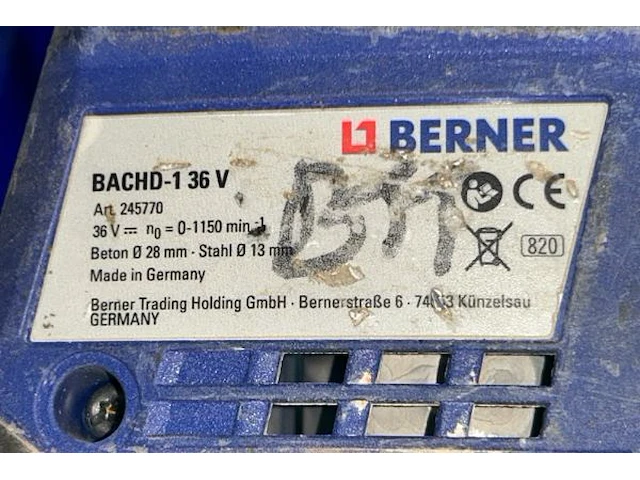 BERNER
BACHD-1 36 V
Art. 245770
36 V ⎓ n₀ = 0-1150 min⁻¹
Beton Ø 28 mm · Stahl Ø 13 mm
Made in Germany
820
Berner Trading Holding GmbH · Bernerstraße 6 · Künzelsau
GERMANY